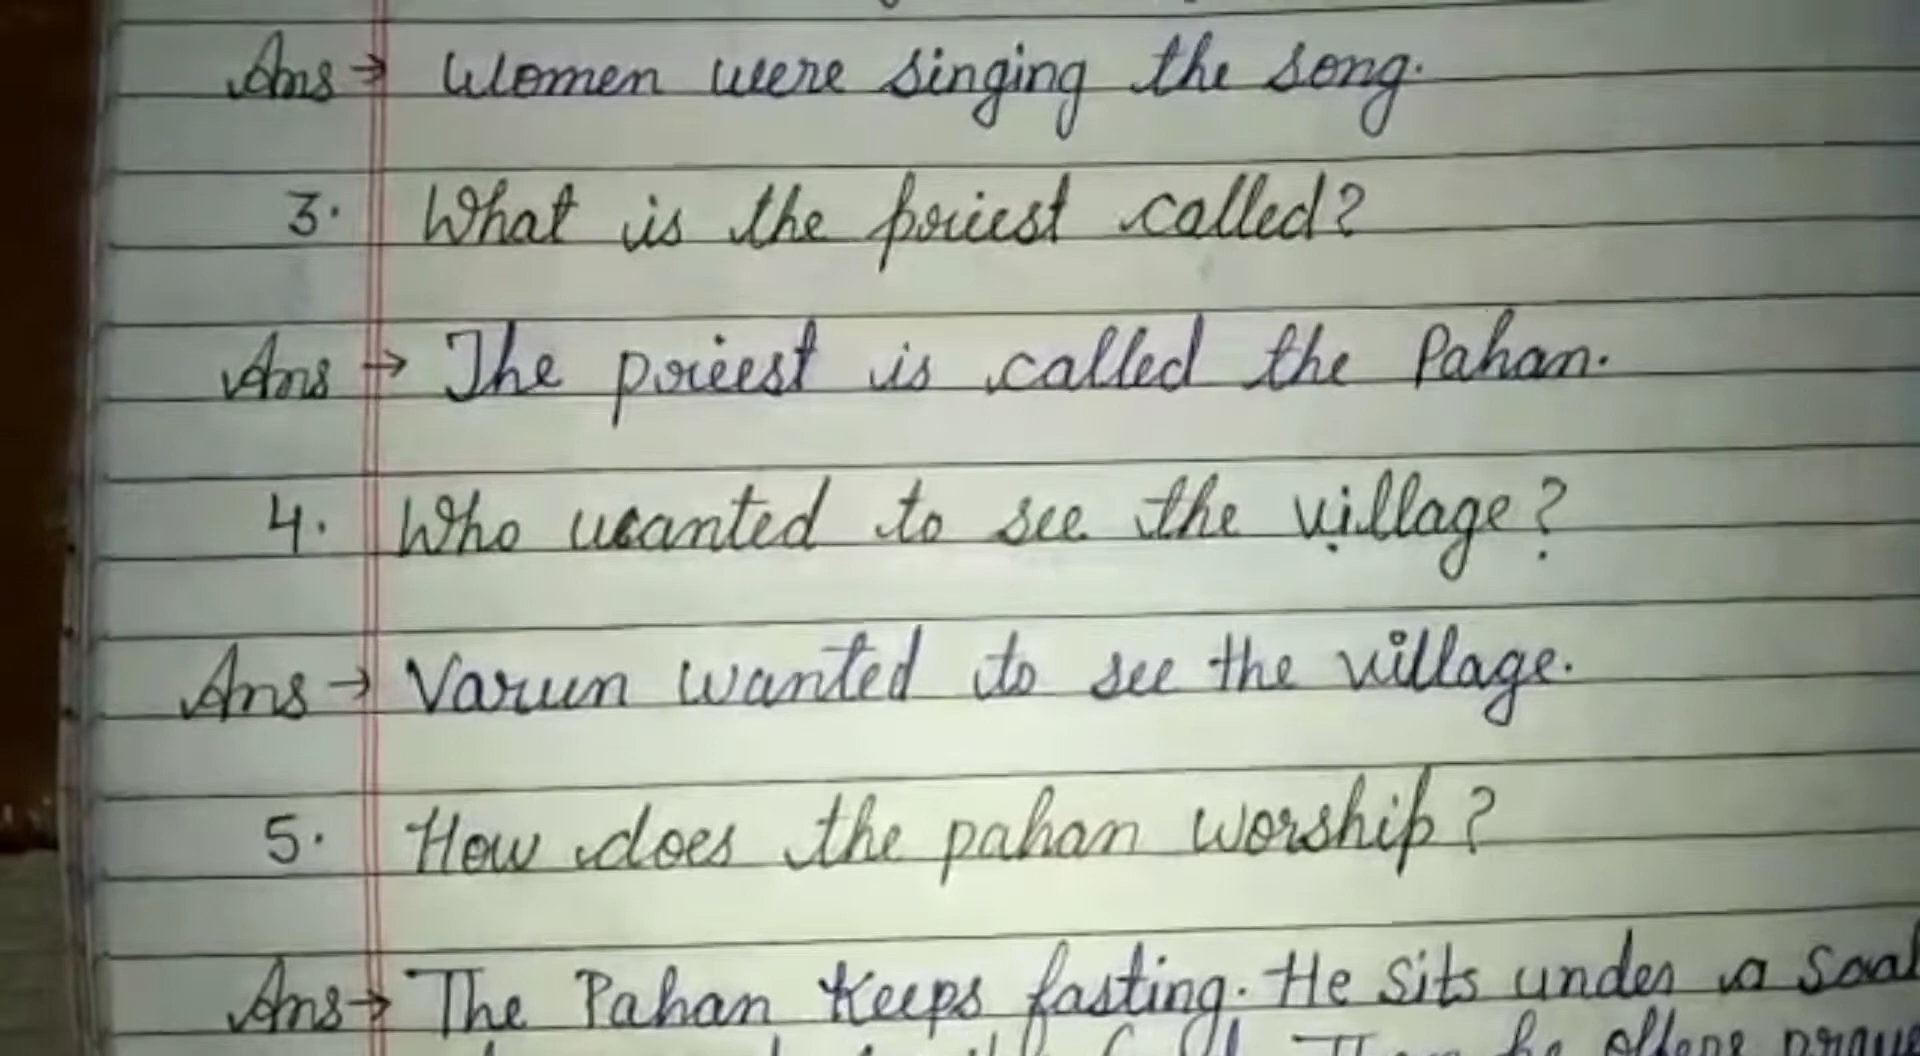 Ans → Women were singing the song.
3. What is the priest called?
Ans → The priest is called the Pahan.
4. Who wanted to see the village?
Ans → Varun wanted to see the village.
5. How does the pahan worship?
Ans → The Pahan Keeps fasting. He Sits under a Saal
he offers